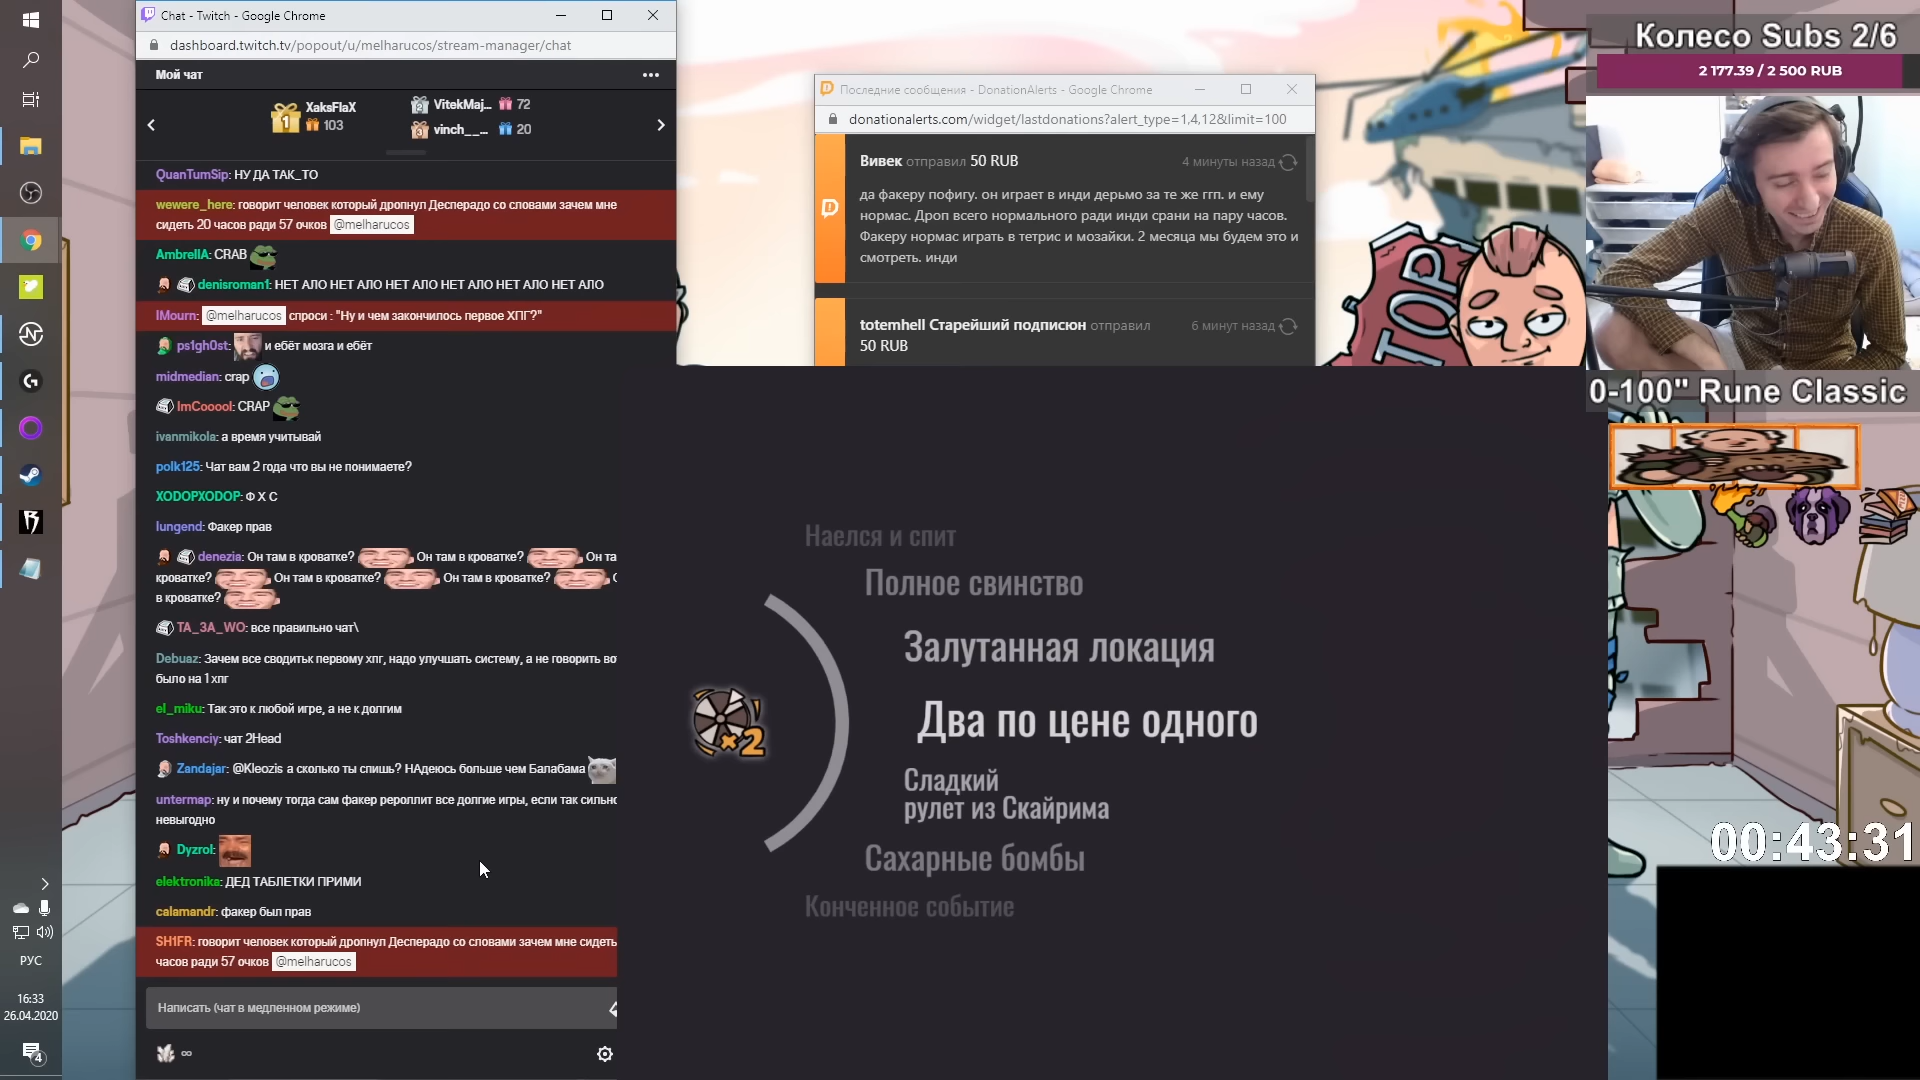 Chat - Twitch - Google Chrome
dashboard.twitch.tv/popout/u/melharucos/stream-manager/chat
Мой чат
1
XaksFlaX
103
2
VitekMaj... 72
3
vinch__... 20
QuanTumSip: НУ ДА ТАК_ТО
wewere_here: говорит человек который дропнул Десперадо со словами зачем мне
сидеть 20 часов ради 57 очков @melharucos
AmbrellA: CRAB
denisroman1: НЕТ АЛО НЕТ АЛО НЕТ АЛО НЕТ АЛО НЕТ АЛО НЕТ АЛО
IMourn: @melharucos спроси : "Ну и чем закончилось первое ХПГ?"
ps1gh0st: и ебёт мозга и ебёт
midmedian: crap
ImCooool: CRAP
ivanmikola: а время учитывай
polk125: Чат вам 2 года что вы не понимаете?
XODOPXODOP: Ф Х С
lungend: Факер прав
denezia: Он там в кроватке? Он там в кроватке? Он та
кроватке? Он там в кроватке? Он там в кроватке?
в кроватке?
TA_3A_WO: все правильно чат\
Debuaz: Зачем все сводитьк первому хпг, надо улучшать систему, а не говорить во
было на 1 хпг
el_miku: Так это к любой игре, а не к долгим
Toshkenciy: чат 2Head
Zandajar: @Kleozis а сколько ты спишь? НАдеюсь больше чем Балабама
untermap: ну и почему тогда сам факер рероллит все долгие игры, если так сильно
невыгодно
Dyzrol:
elektronika: ДЕД ТАБЛЕТКИ ПРИМИ
calamandr: факер был прав
SH1FR: говорит человек который дропнул Десперадо со словами зачем мне сидеть
часов ради 57 очков @melharucos
Написать (чат в медленном режиме)
∞
РУС
16:33
26.04.2020
4
Последние сообщения - DonationAlerts - Google Chrome
donationalerts.com/widget/lastdonations?alert_type=1,4,12&limit=100
Вивек отправил 50 RUB
4 минуты назад
да факеру пофигу. он играет в инди дерьмо за те же ггп. и ему
нормас. Дроп всего нормального ради инди срани на пару часов.
Факеру нормас играть в тетрис и мозайки. 2 месяца мы будем это и
смотреть. инди
totemhell Старейший подписюн отправил
50 RUB
6 минут назад
Наелся и спит
Полное свинство
Залутанная локация
Два по цене одного
Сладкий
рулет из Скайрима
Сахарные бомбы
Конченное событие
×2
ТОР
Колесо Subs 2/6
2 177.39 / 2 500 RUB
0-100" Rune Classic
00:43:31